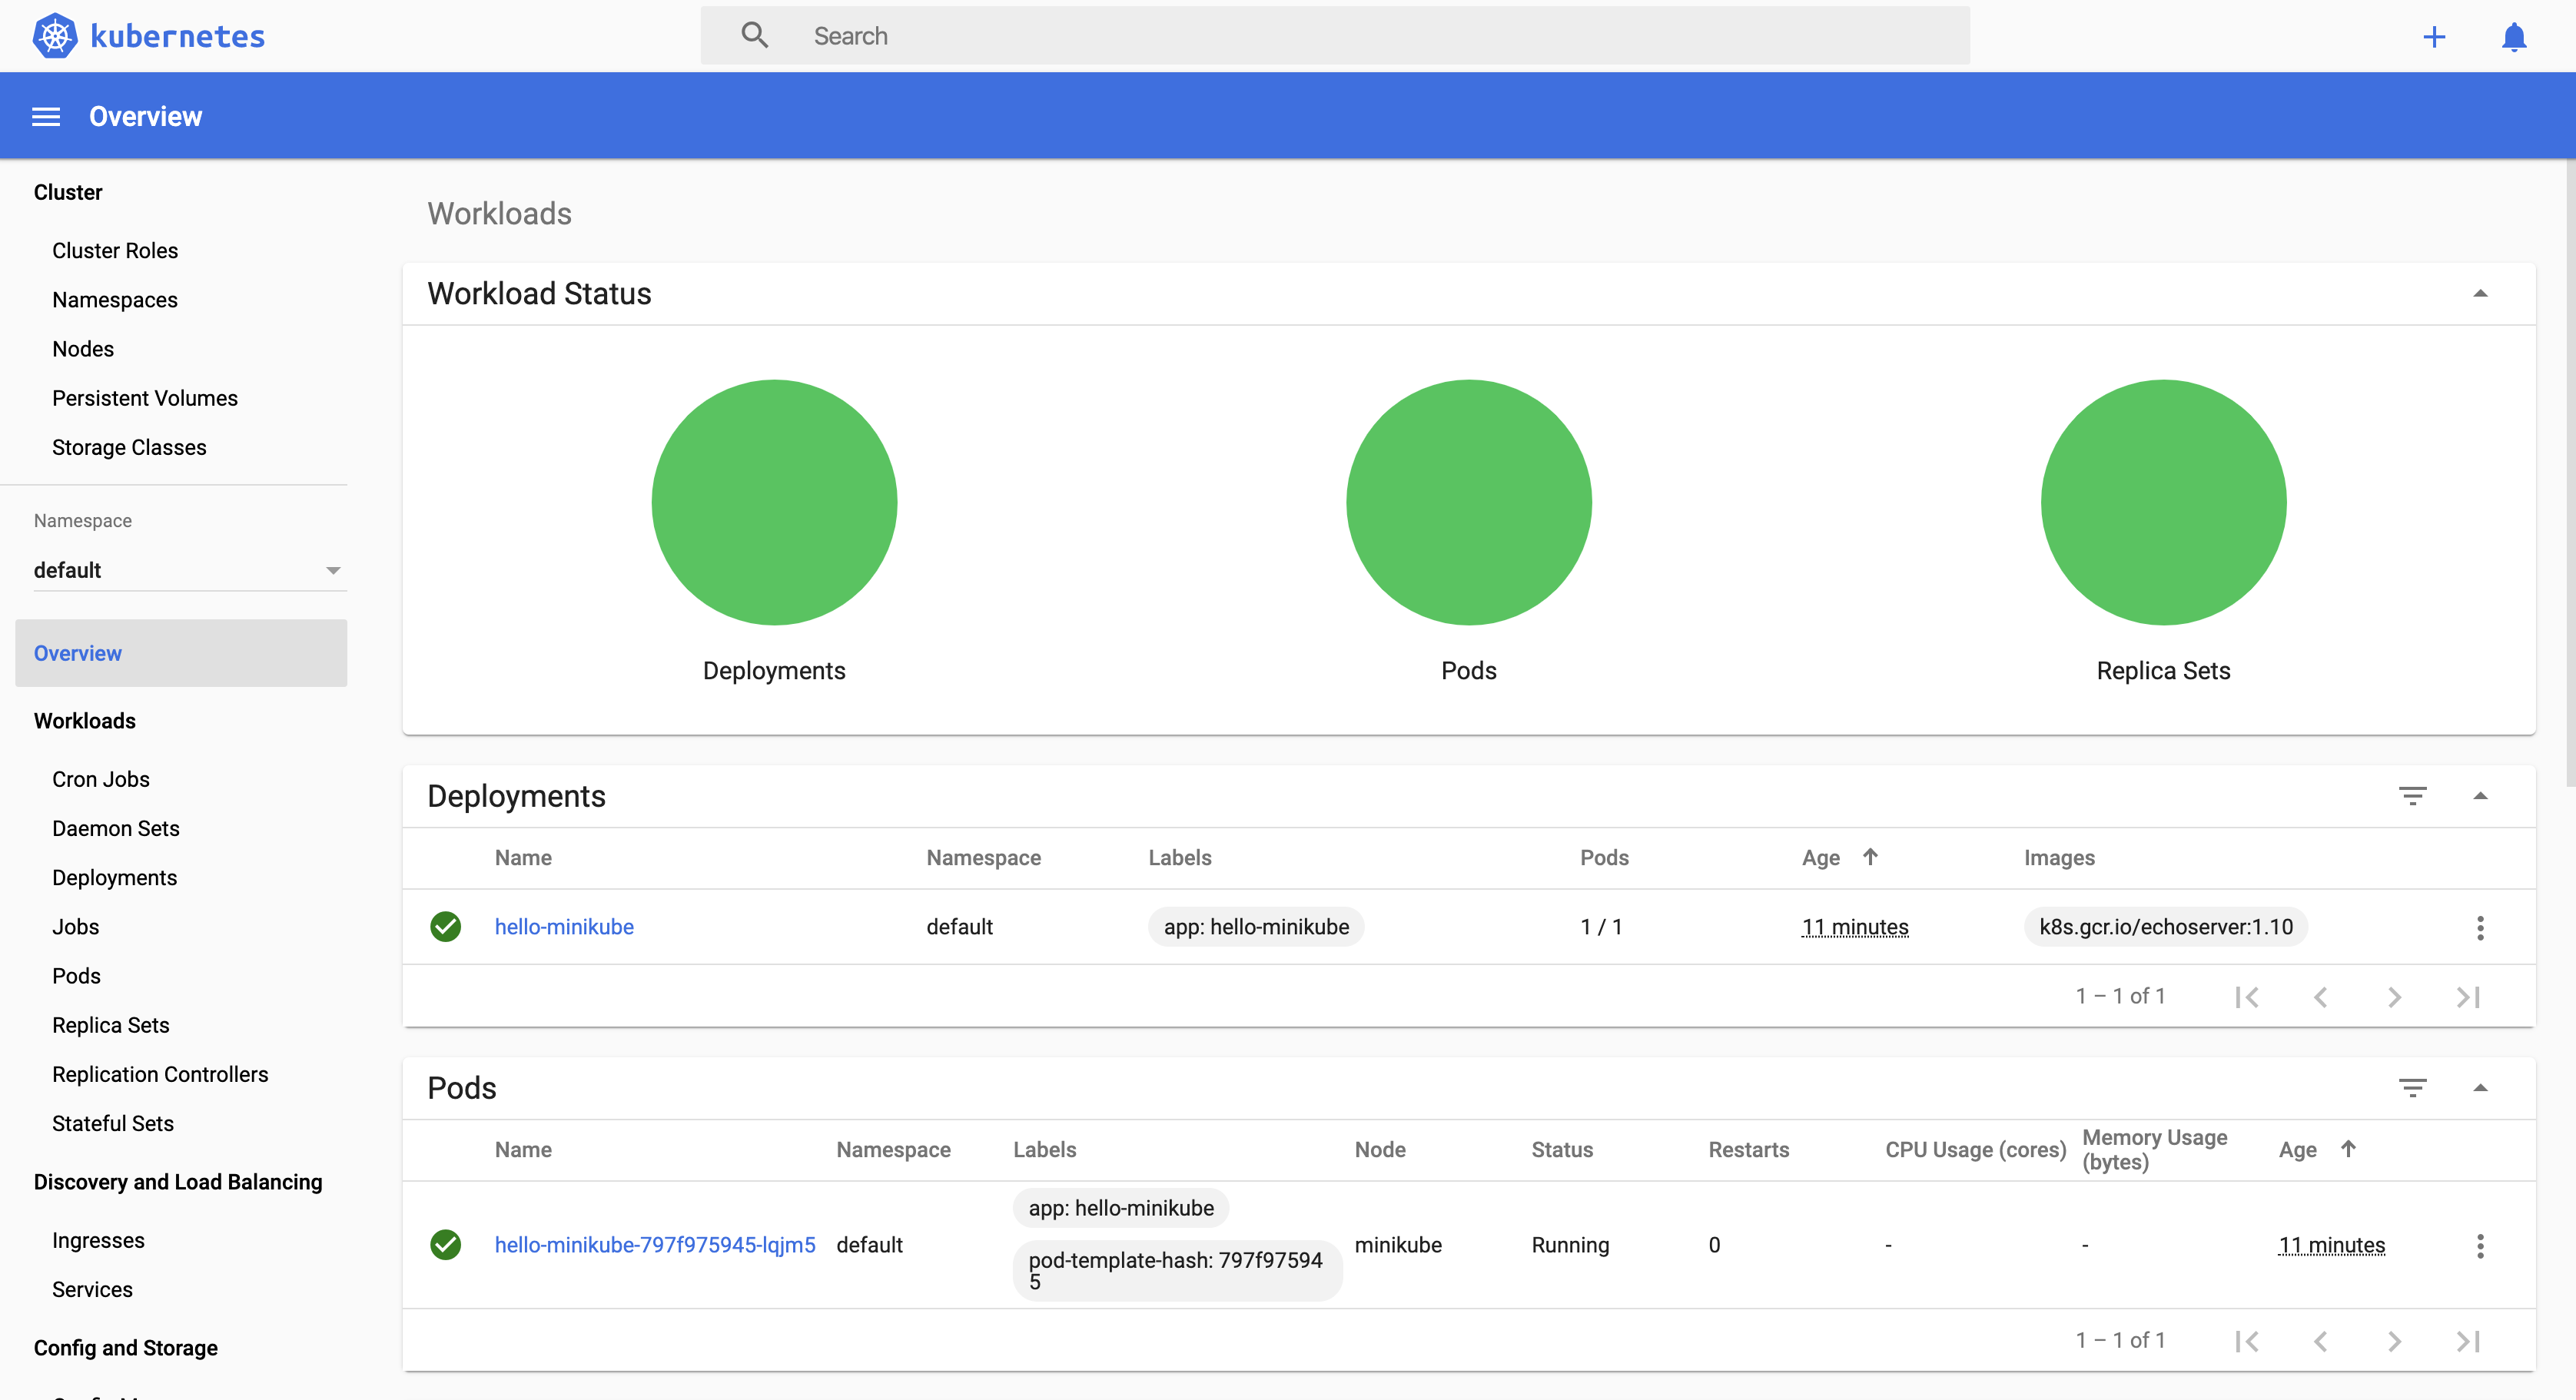 kubernetes
Search
Overview
Cluster
Cluster Roles
Namespaces
Nodes
Persistent Volumes
Storage Classes
Namespace
default
Overview
Workloads
Cron Jobs
Daemon Sets
Deployments
Jobs
Pods
Replica Sets
Replication Controllers
Stateful Sets
Discovery and Load Balancing
Ingresses
Services
Config and Storage
Workloads
Workload Status
Deployments
Pods
Replica Sets
Deployments
Name Namespace Labels Pods Age Images
hello-minikube default app: hello-minikube 1 / 1 11 minutes k8s.gcr.io/echoserver:1.10
1 – 1 of 1
Pods
Name Namespace Labels Node Status Restarts CPU Usage (cores) Memory Usage
(bytes) Age
app: hello-minikube
hello-minikube-797f975945-lqjm5 default pod-template-hash: 797f97594
5 minikube Running 0 - - 11 minutes
1 – 1 of 1